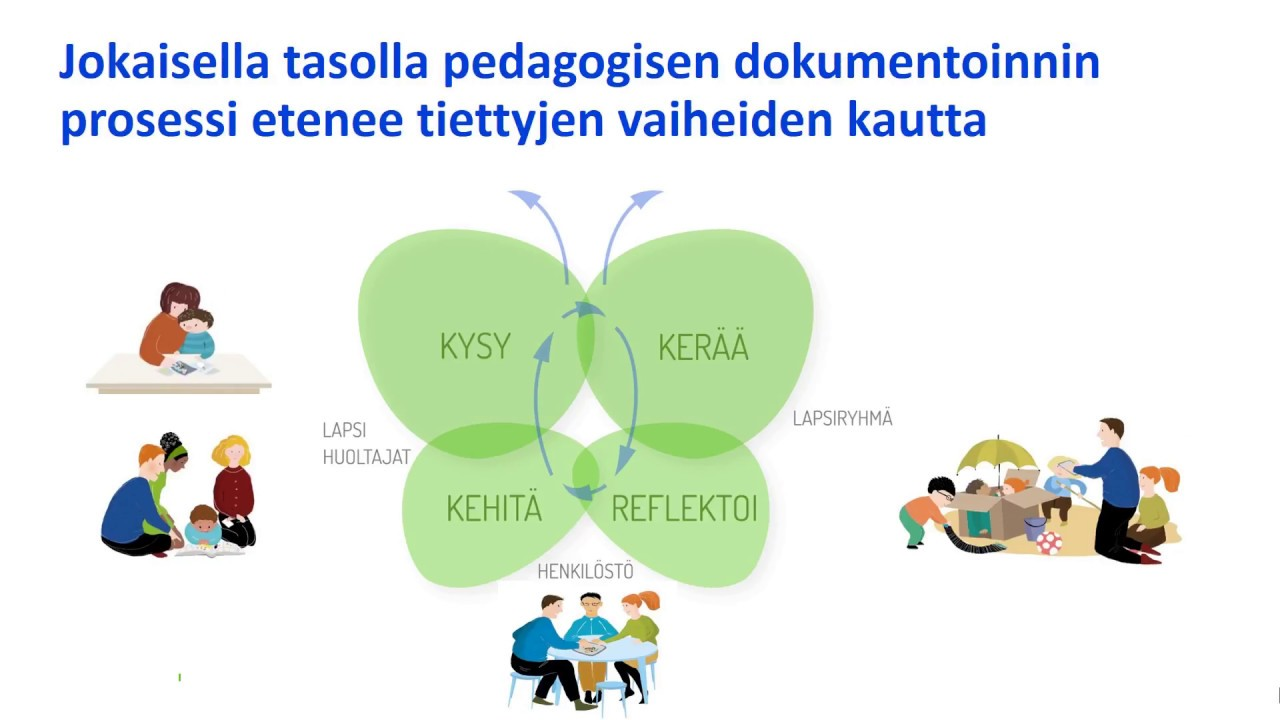 Jokaisella tasolla pedagogisen dokumentoinnin
prosessi etenee tiettyjen vaiheiden kautta
KYSY
KERÄÄ
LAPSI
HUOLTAJAT
LAPSIRYHMÄ
KEHITÄ
REFLEKTOI
HENKILÖSTÖ